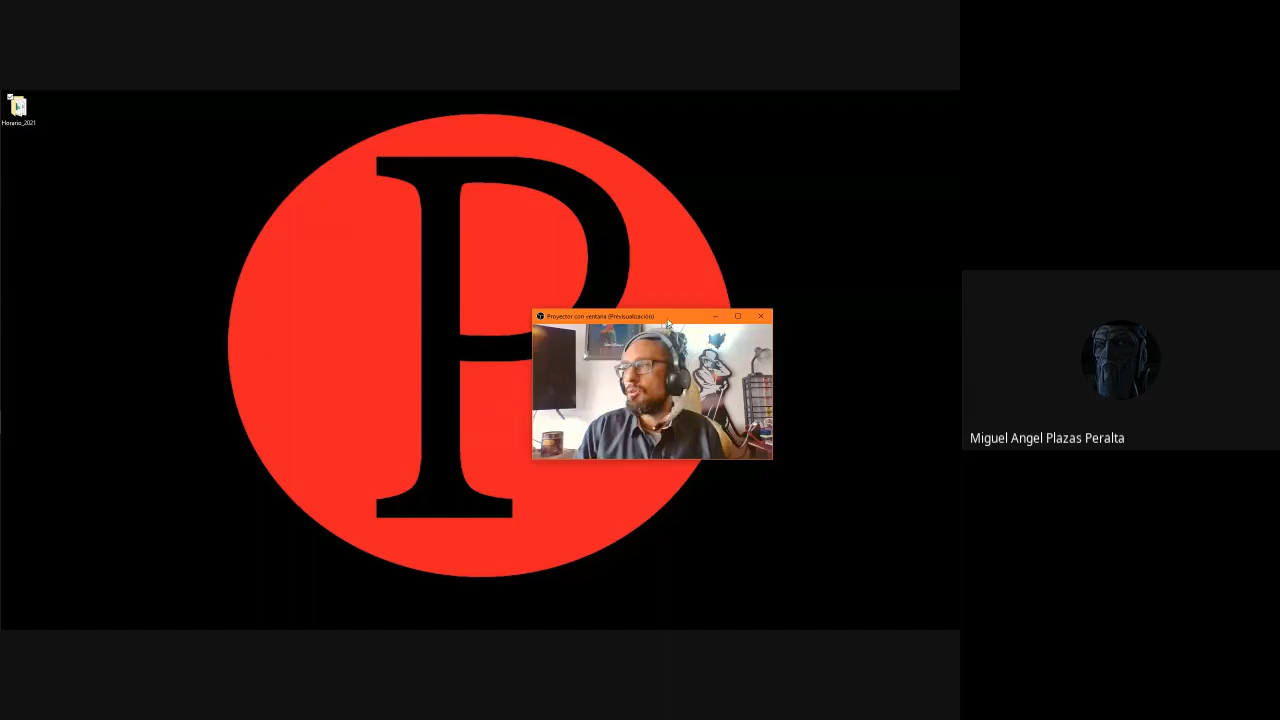 Horario_2021
P
Proyector con ventana (Previsualización)
Miguel Angel Plazas Peralta